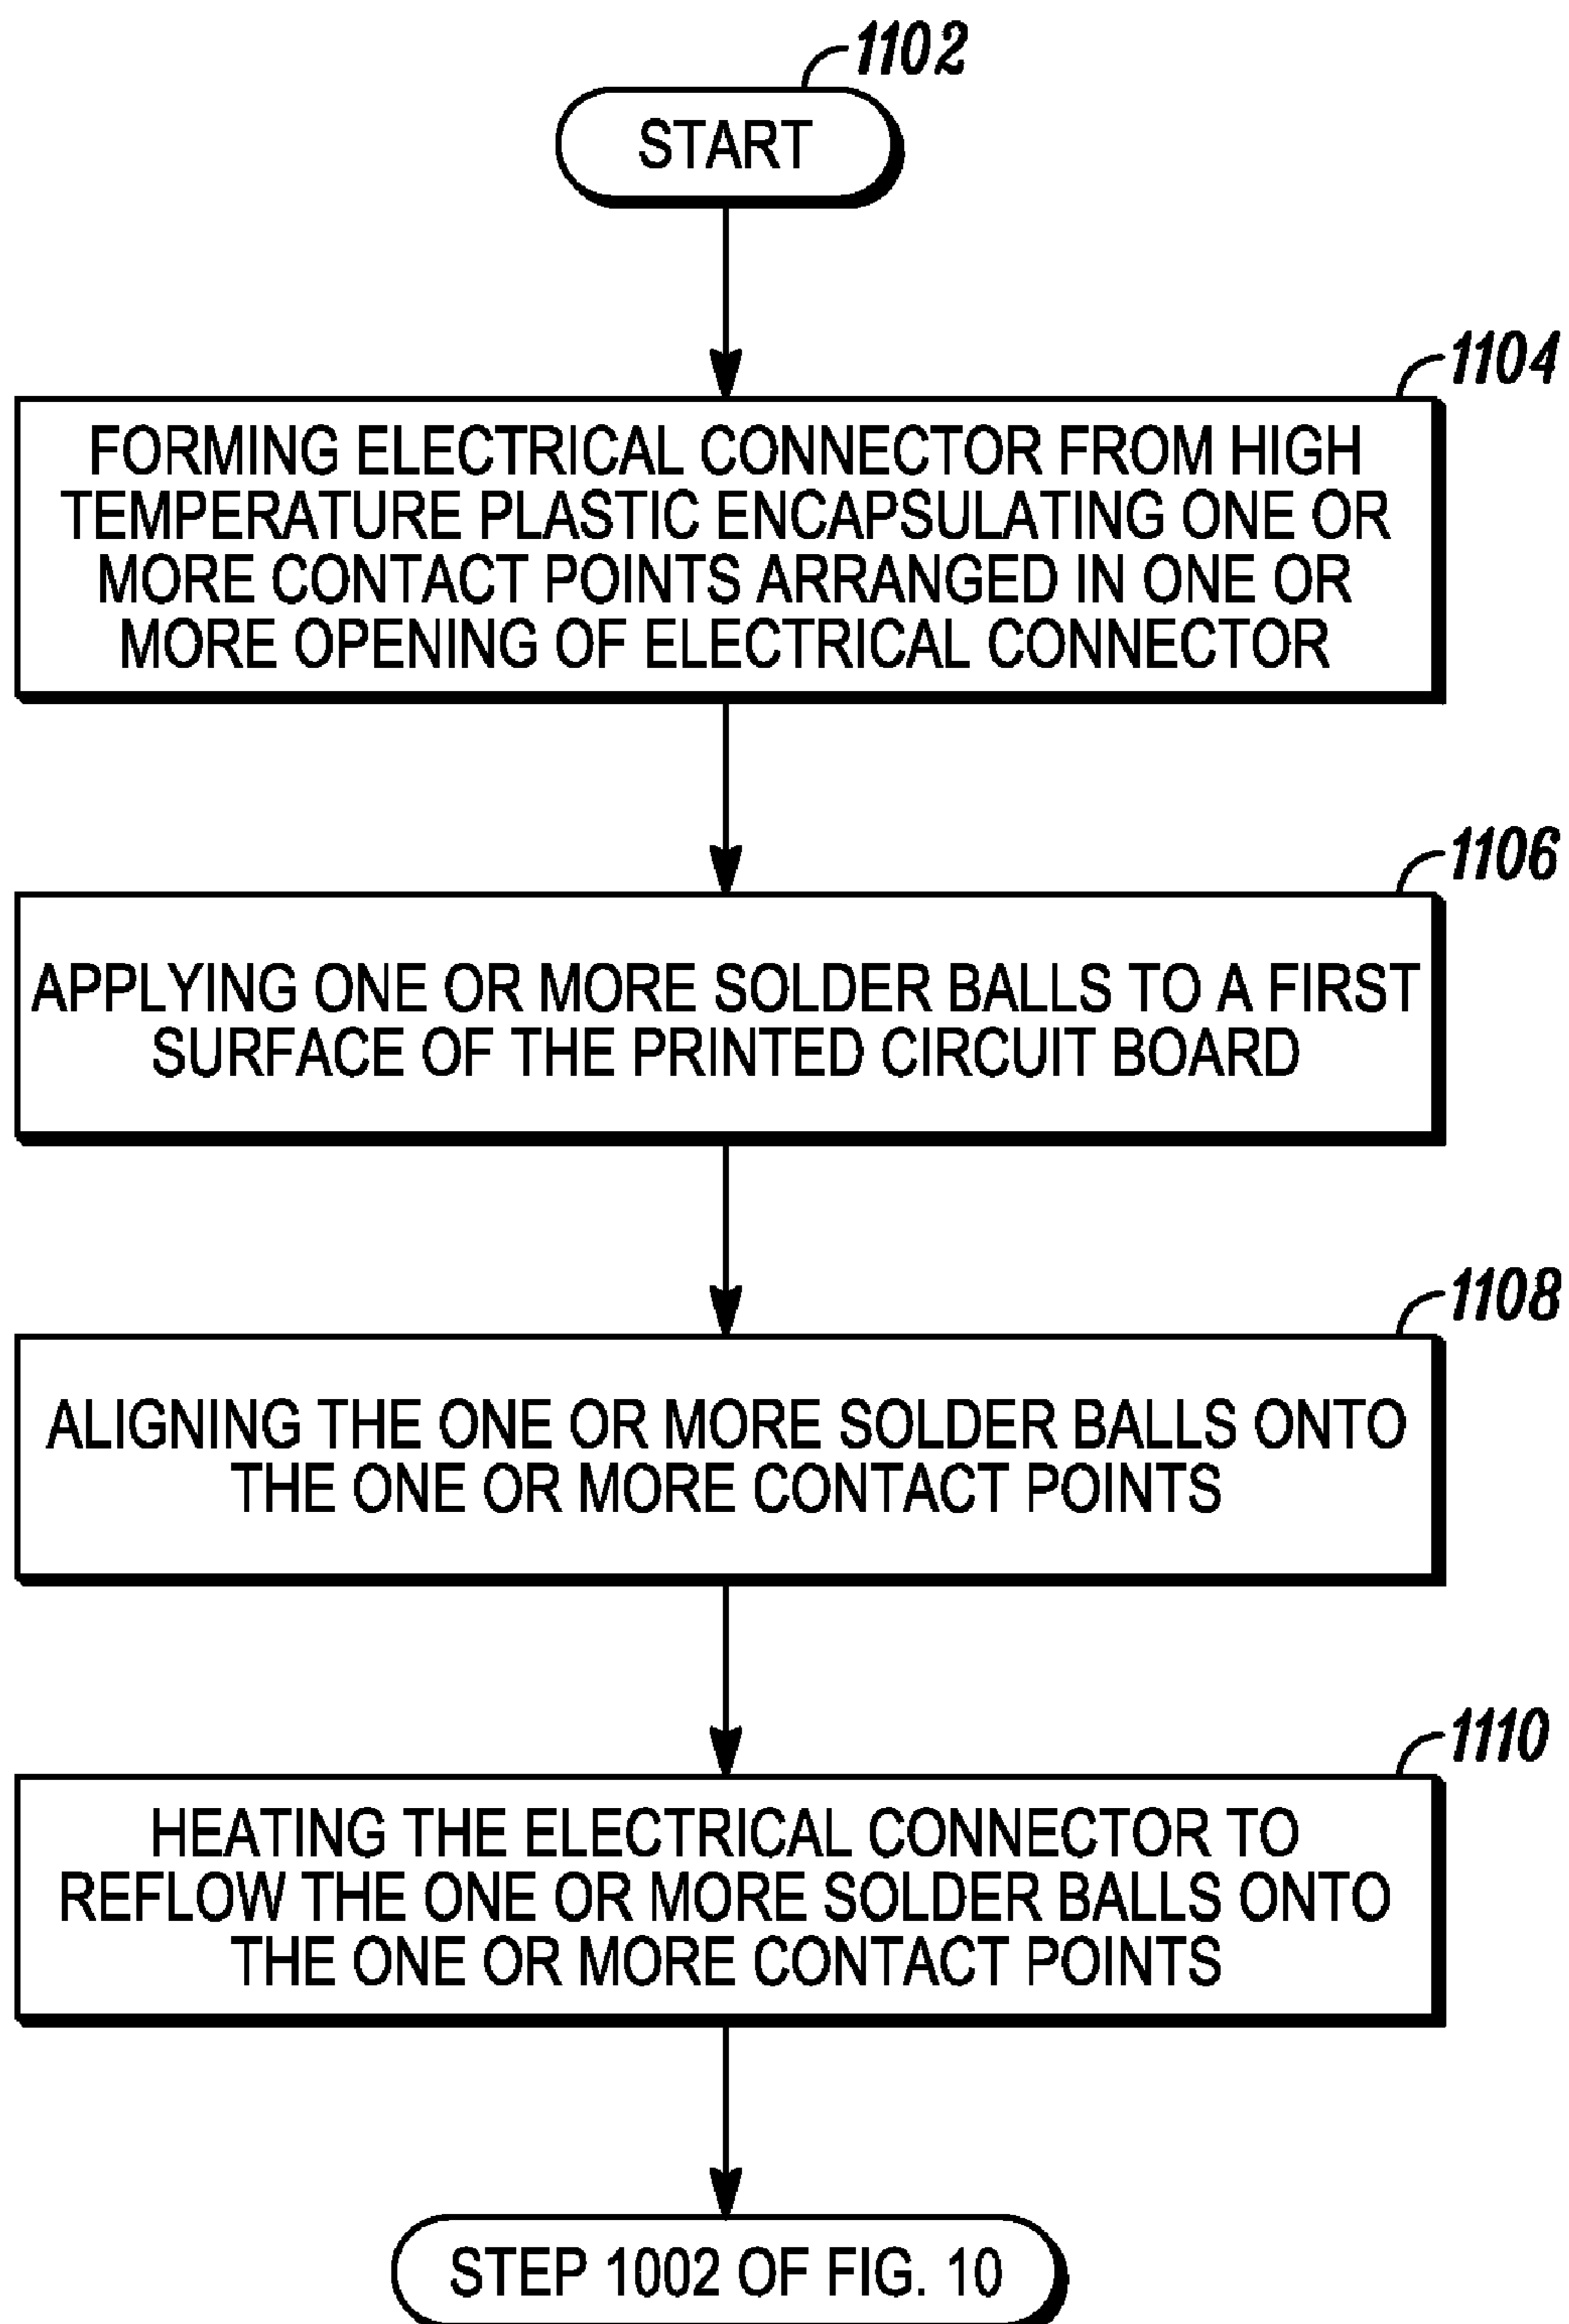 1102
START
1104
FORMING ELECTRICAL CONNECTOR FROM HIGH
TEMPERATURE PLASTIC ENCAPSULATING ONE OR
MORE CONTACT POINTS ARRANGED IN ONE OR
MORE OPENING OF ELECTRICAL CONNECTOR
1106
APPLYING ONE OR MORE SOLDER BALLS TO A FIRST
SURFACE OF THE PRINTED CIRCUIT BOARD
1108
ALIGNING THE ONE OR MORE SOLDER BALLS ONTO
THE ONE OR MORE CONTACT POINTS
1110
HEATING THE ELECTRICAL CONNECTOR TO
REFLOW THE ONE OR MORE SOLDER BALLS ONTO
THE ONE OR MORE CONTACT POINTS
STEP 1002 OF FIG. 10